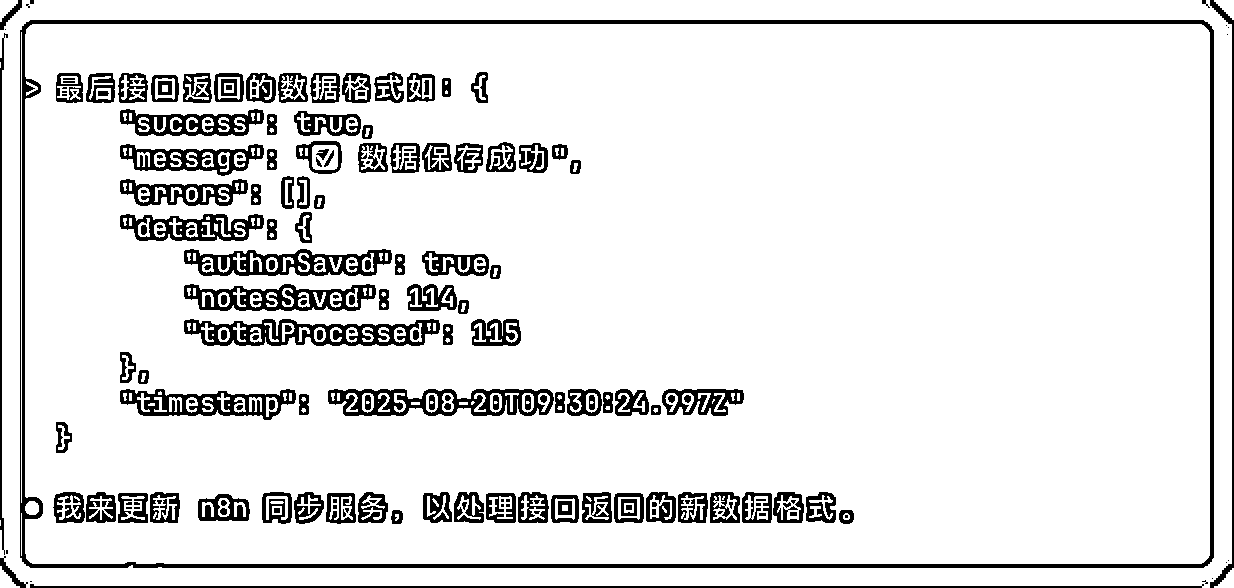 > 最后接口返回的数据格式如: {
"success": true,
"message": "✅ 数据保存成功",
"errors": [],
"details": {
"authorSaved": true,
"notesSaved": 114,
"totalProcessed": 115
},
"timestamp": "2025-08-20T09:30:24.997Z"
}
我来更新 n8n 同步服务，以处理接口返回的新数据格式。